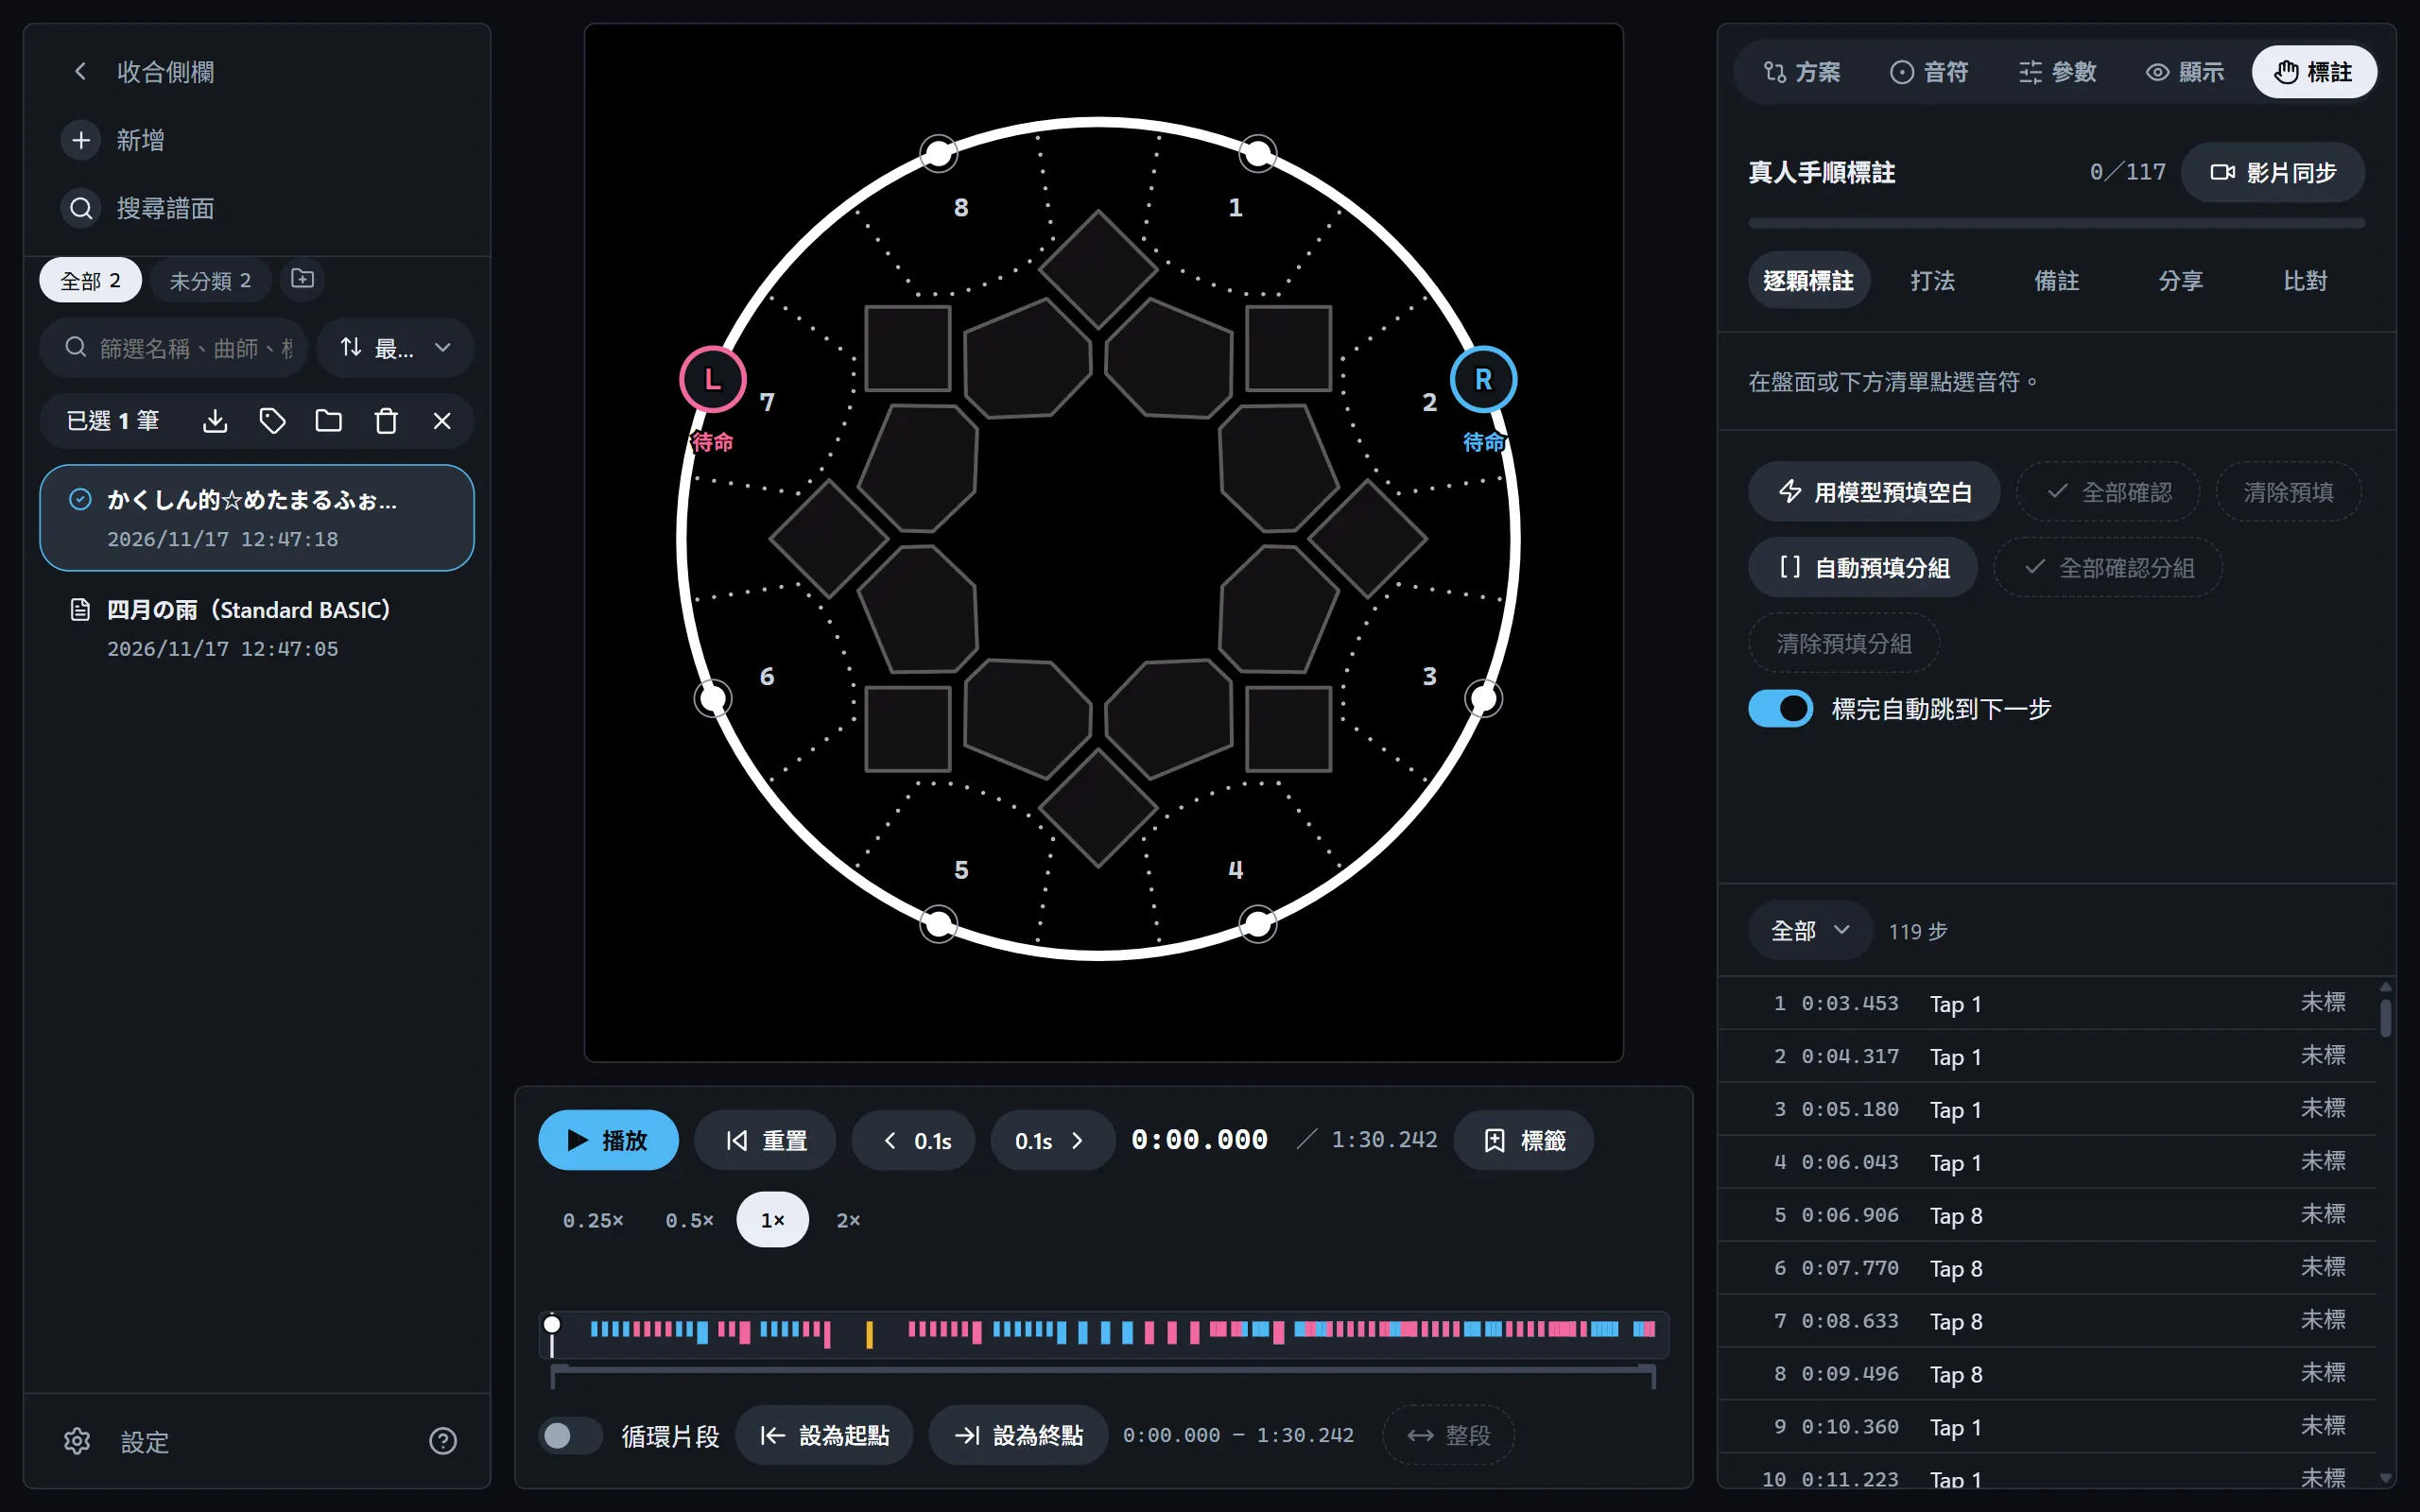 收合側欄
新增
搜尋譜面
全部 2
未分類 2
篩選名稱、曲師、
最...
已選 1 筆
かくしん的☆めたまるふぉ...
2026/11/17 12:47:18
四月の雨（Standard BASIC）
2026/11/17 12:47:05
設定
8
1
L
7
待命
2
R
待命
6
3
5
4
播放
重置
0.1s
0.1s
0:00.000
／ 1:30.242
標籤
0.25×
0.5×
1×
2×
循環片段
設為起點
設為終點
0:00.000 – 1:30.242
整段
方案
音符
參數
顯示
標註
真人手順標註
0／117
影片同步
逐顆標註
打法
備註
分享
比對
在盤面或下方清單點選音符。
用模型預填空白
全部確認
清除預填
自動預填分組
全部確認分組
清除預填分組
標完自動跳到下一步
全部
119 步
1 0:03.453 Tap 1 未標
2 0:04.317 Tap 1 未標
3 0:05.180 Tap 1 未標
4 0:06.043 Tap 1 未標
5 0:06.906 Tap 8 未標
6 0:07.770 Tap 8 未標
7 0:08.633 Tap 8 未標
8 0:09.496 Tap 8 未標
9 0:10.360 Tap 1 未標
10 0:11.223 Tap 1 未標